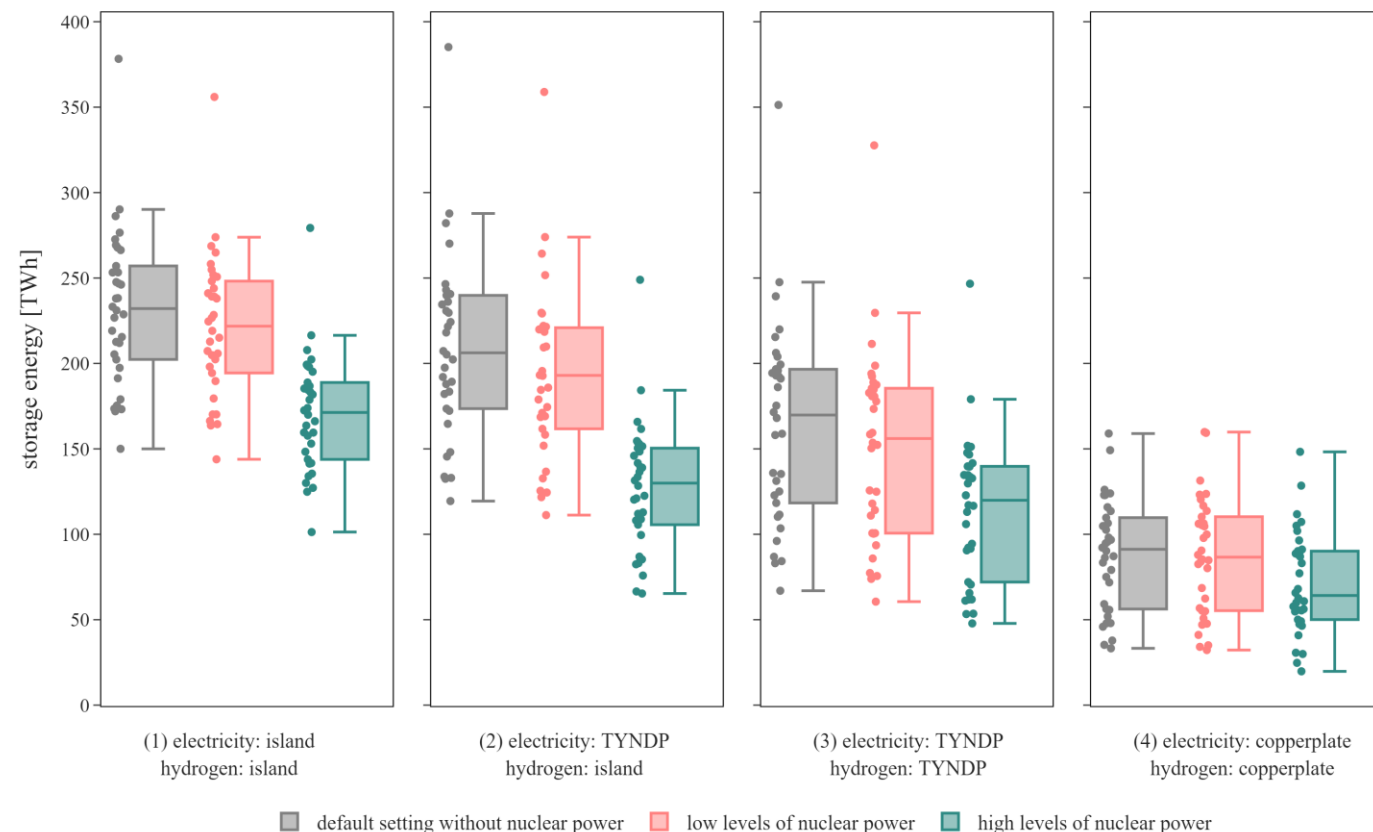 storage energy [TWh]
400
350
300
250
200
150
100
50
0
(1) electricity: island
hydrogen: island
(2) electricity: TYNDP
hydrogen: island
(3) electricity: TYNDP
hydrogen: TYNDP
(4) electricity: copperplate
hydrogen: copperplate
default setting without nuclear power
low levels of nuclear power
high levels of nuclear power